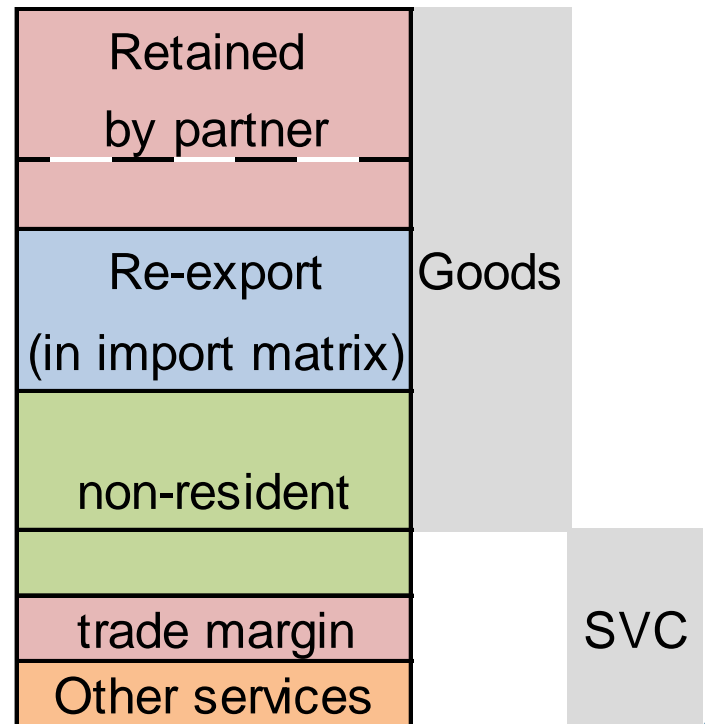 Retained
by partner
Re-export
(in import matrix)
Goods
non-resident
trade margin
SVC
Other services